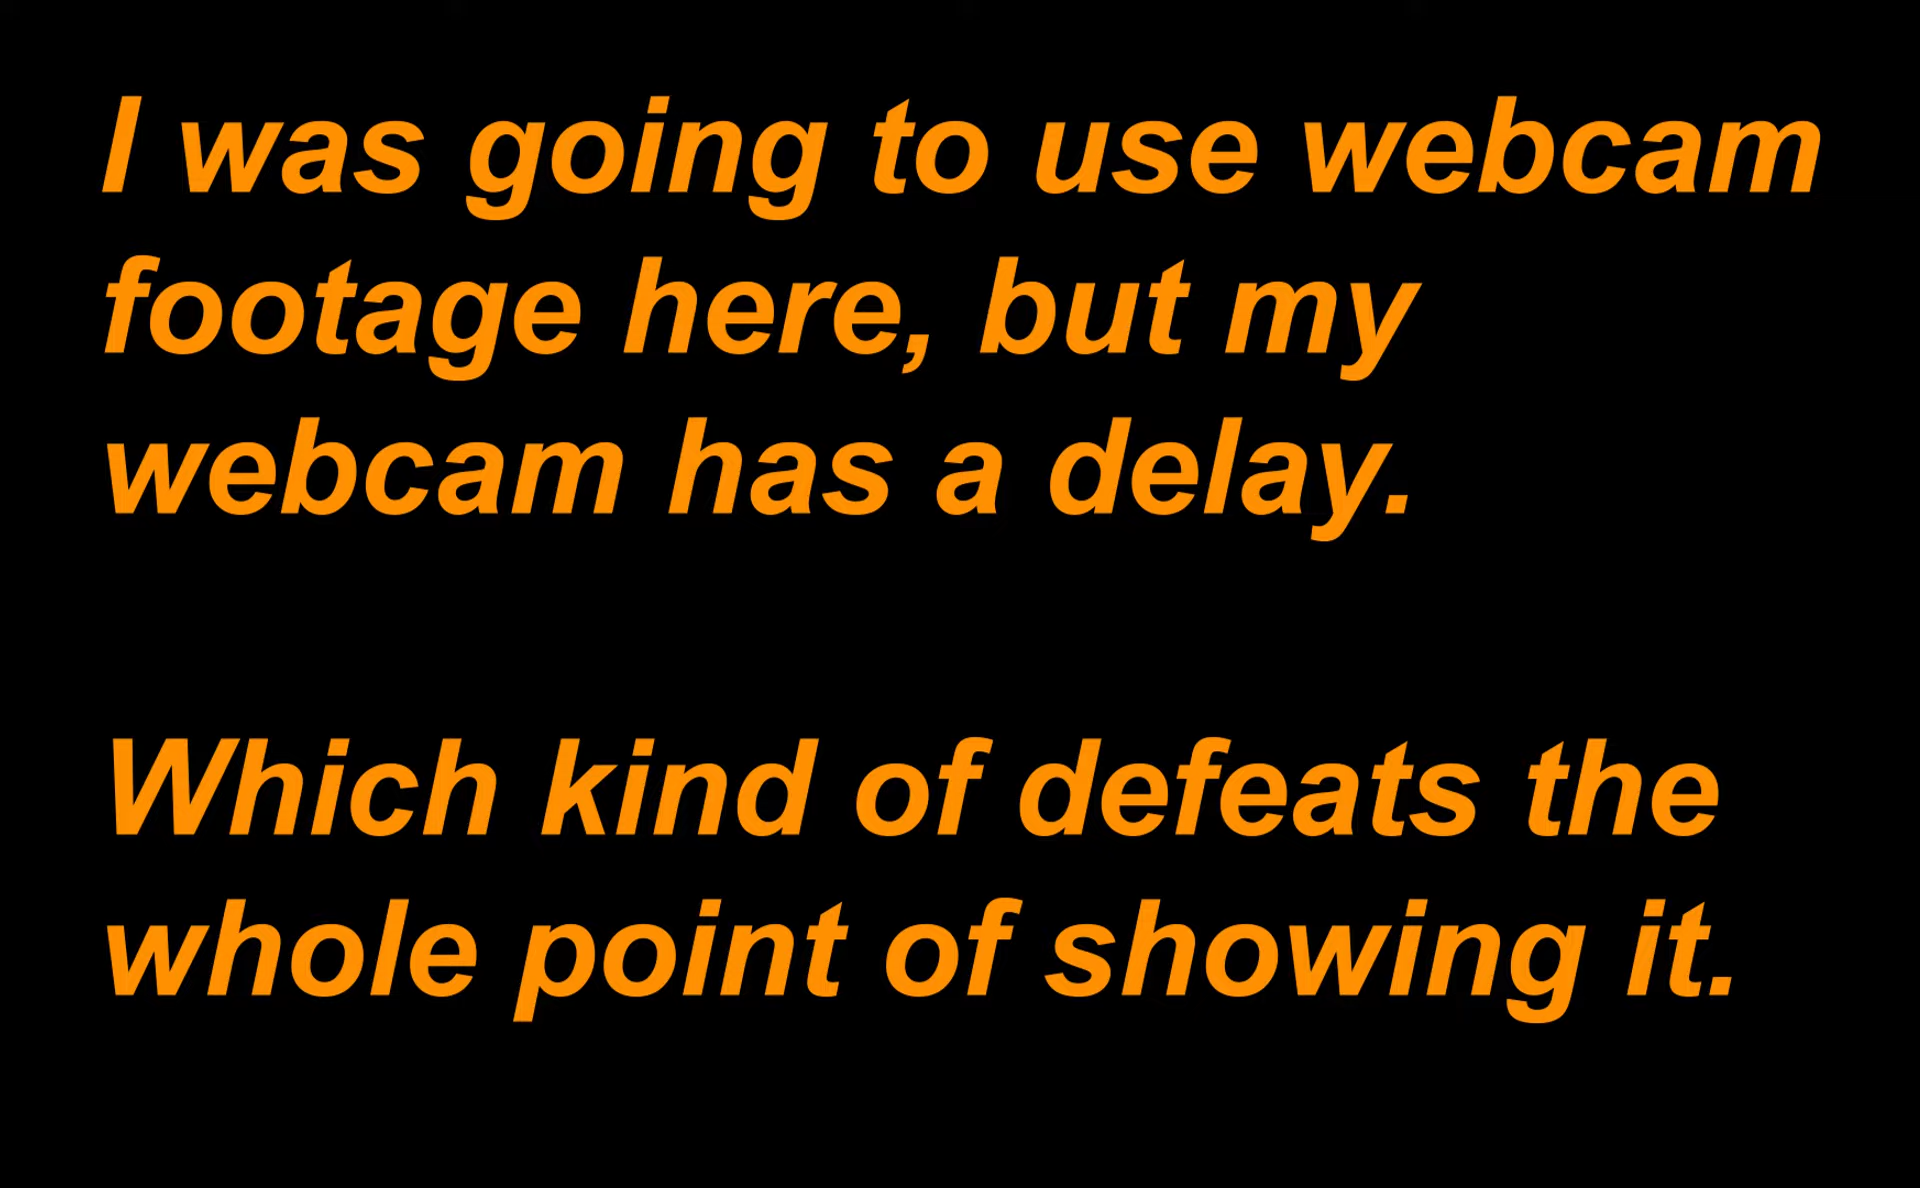 I was going to use webcam
footage here, but my
webcam has a delay.
Which kind of defeats the
whole point of showing it.